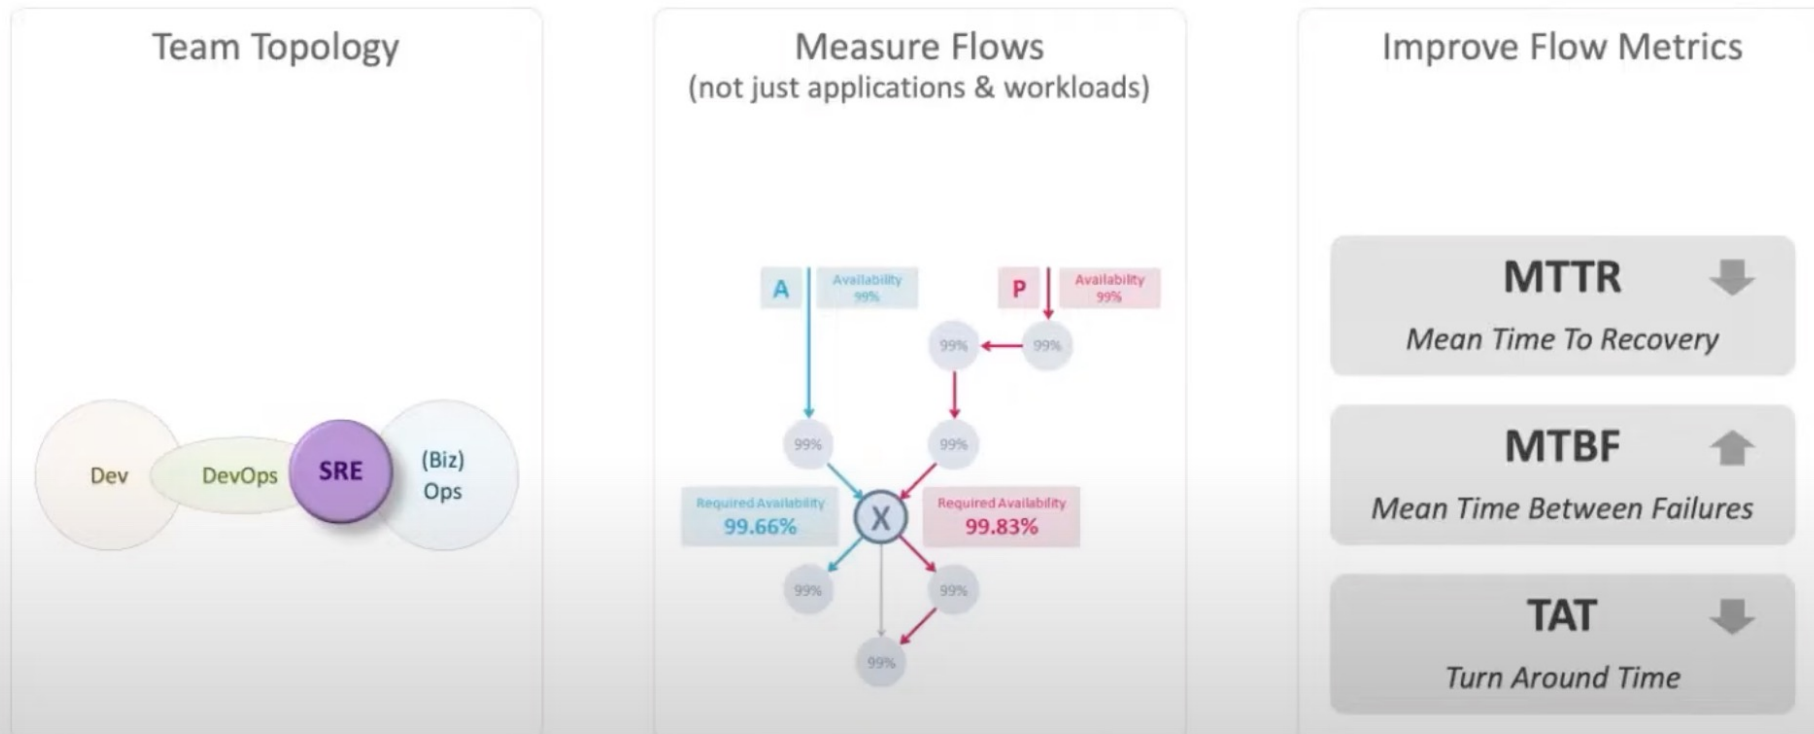 Team Topology
Dev
DevOps
SRE
(Biz)
Ops
Measure Flows
(not just applications & workloads)
A
Availability
99%
P
Availability
99%
99%
99%
99%
99%
Required Availability
99.66%
X
Required Availability
99.83%
99%
99%
99%
Improve Flow Metrics
MTTR
Mean Time To Recovery
MTBF
Mean Time Between Failures
TAT
Turn Around Time